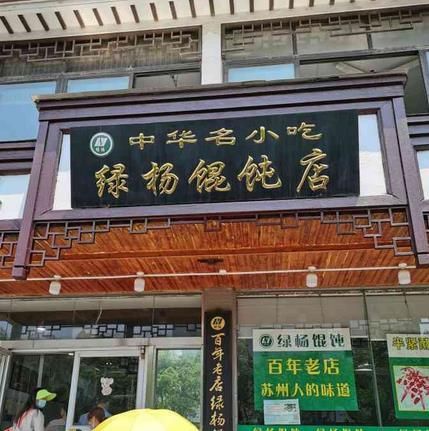 中华名小吃
绿杨馄饨店
百年老店绿杨
绿杨馄饨
百年老店
苏州人的味道